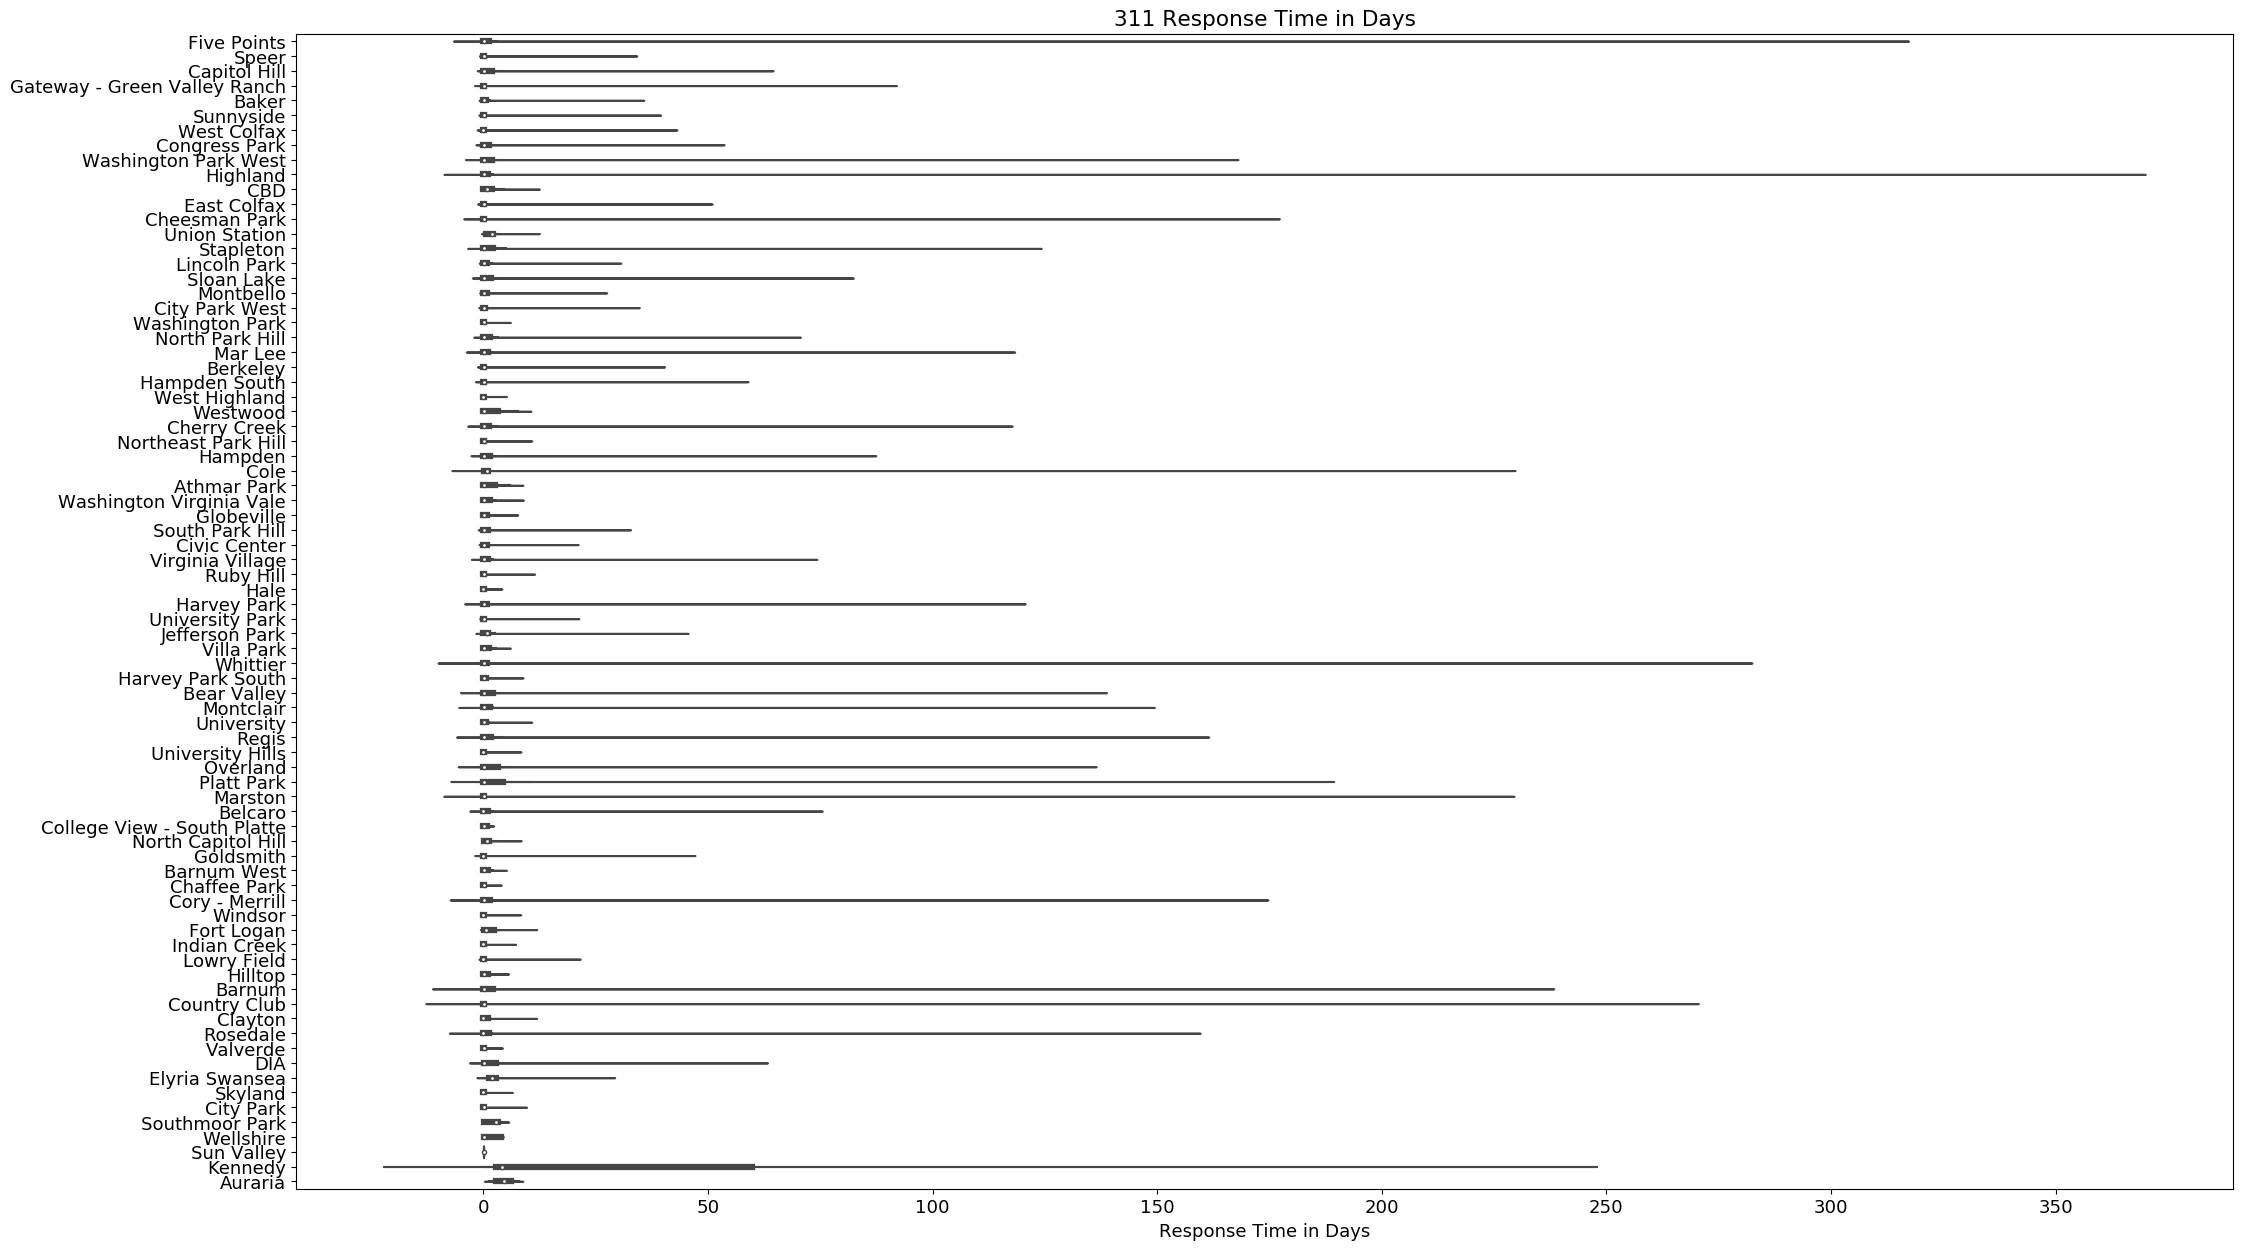 311 Response Time in Days
Five Points
Speer
Capitol Hill
Gateway - Green Valley Ranch
Baker
Sunnyside
West Colfax
Congress Park
Washington Park West
Highland
CBD
East Colfax
Cheesman Park
Union Station
Stapleton
Lincoln Park
Sloan Lake
Montbello
City Park West
Washington Park
North Park Hill
Mar Lee
Berkeley
Hampden South
West Highland
Westwood
Cherry Creek
Northeast Park Hill
Hampden
Cole
Athmar Park
Washington Virginia Vale
Globeville
South Park Hill
Civic Center
Virginia Village
Ruby Hill
Hale
Harvey Park
University Park
Jefferson Park
Villa Park
Whittier
Harvey Park South
Bear Valley
Montclair
University
Regis
University Hills
Overland
Platt Park
Marston
Belcaro
College View - South Platte
North Capitol Hill
Goldsmith
Barnum West
Chaffee Park
Cory - Merrill
Windsor
Fort Logan
Indian Creek
Lowry Field
Hilltop
Barnum
Country Club
Clayton
Rosedale
Valverde
DIA
Elyria Swansea
Skyland
City Park
Southmoor Park
Wellshire
Sun Valley
Kennedy
Auraria
0 50 100 150 200 250 300 350
Response Time in Days